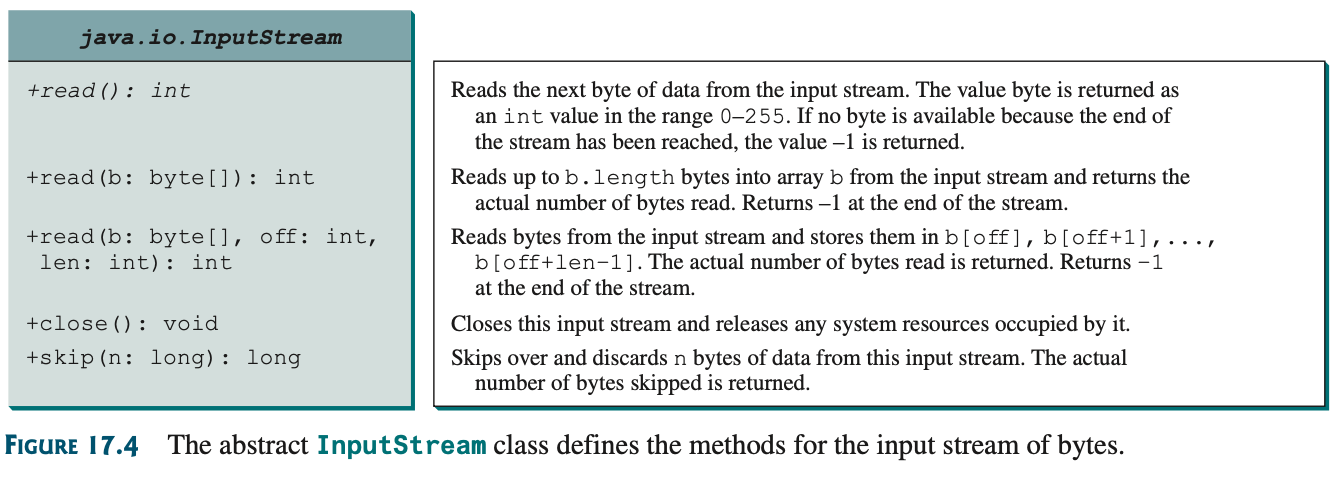 java.io.InputStream
+read(): int
Reads the next byte of data from the input stream. The value byte is returned as
an int value in the range 0–255. If no byte is available because the end of
the stream has been reached, the value –1 is returned.
+read(b: byte[]): int
Reads up to b.length bytes into array b from the input stream and returns the
actual number of bytes read. Returns –1 at the end of the stream.
+read(b: byte[], off: int,
len: int): int
Reads bytes from the input stream and stores them in b[off], b[off+1],...,
b[off+len-1]. The actual number of bytes read is returned. Returns –1
at the end of the stream.
+close(): void
Closes this input stream and releases any system resources occupied by it.
+skip(n: long): long
Skips over and discards n bytes of data from this input stream. The actual
number of bytes skipped is returned.
FIGURE 17.4 The abstract InputStream class defines the methods for the input stream of bytes.